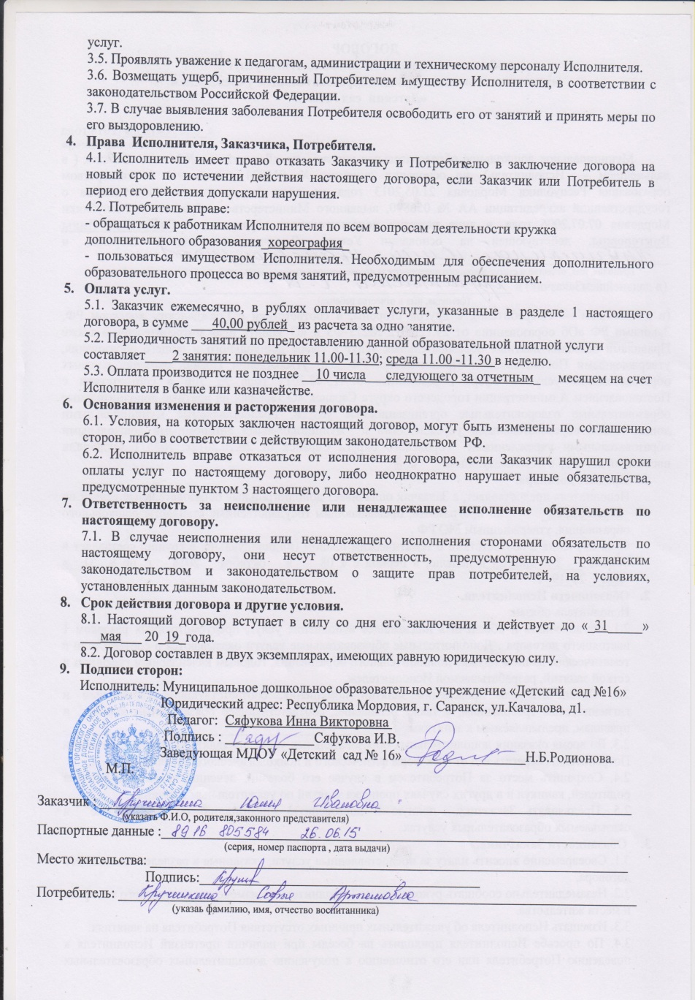 услуг.
3.5. Проявлять уважение к педагогам, администрации и техническому персоналу Исполнителя.
3.6. Возмещать ущерб, причиненный Потребителем имуществу Исполнителя, в соответствии с
законодательством Российской Федерации.
3.7. В случае выявления заболевания Потребителя освободить его от занятий и принять меры по
его выздоровлению.
4. Права Исполнителя, Заказчика, Потребителя.
4.1. Исполнитель имеет право отказать Заказчику и Потребителю в заключение договора на
новый срок по истечении действия настоящего договора, если Заказчик или Потребитель в
период его действия допускали нарушения.
4.2. Потребитель вправе:
- обращаться к работникам Исполнителя по всем вопросам деятельности кружка
дополнительного образования_хореография_
- пользоваться имуществом Исполнителя. Необходимым для обеспечения дополнительного
образовательного процесса во время занятий, предусмотренным расписанием.
5. Оплата услуг.
5.1. Заказчик ежемесячно, в рублях оплачивает услуги, указанные в разделе 1 настоящего
договора, в сумме ___40,00 рублей_ из расчета за одно занятие.
5.2. Периодичность занятий по предоставлению данной образовательной платной услуги
составляет____2 занятия: понедельник 11.00-11.30; среда 11.00 -11.30 в неделю.
5.3. Оплата производится не позднее __10 числа___следующего за отчетным_ месяцем на счет
Исполнителя в банке или казначействе.
6. Основания изменения и расторжения договора.
6.1. Условия, на которых заключен настоящий договор, могут быть изменены по соглашению
сторон, либо в соответствии с действующим законодательством РФ.
6.2. Исполнитель вправе отказаться от исполнения договора, если Заказчик нарушил сроки
оплаты услуг по настоящему договору, либо неоднократно нарушает иные обязательства,
предусмотренные пунктом 3 настоящего договора.
7. Ответственность за неисполнение или ненадлежащее исполнение обязательств по
настоящему договору.
7.1. В случае неисполнения или ненадлежащего исполнения сторонами обязательств по
настоящему договору, они несут ответственность, предусмотренную гражданским
законодательством и законодательством о защите прав потребителей, на условиях,
установленных данным законодательством.
8. Срок действия договора и другие условия.
8.1. Настоящий договор вступает в силу со дня его заключения и действует до «_31_____»
___мая___ 20_19_года.
8.2. Договор составлен в двух экземплярах, имеющих равную юридическую силу.
9. Подписи сторон:
Исполнитель: Муниципальное дошкольное образовательное учреждение «Детский сад №16»
Юридический адрес: Республика Мордовия, г. Саранск, ул.Качалова, д1.
Педагог: Сяфукова Инна Викторовна
Подпись : Сяфукова И.В.
Заведующая МДОУ «Детский сад № 16» Н.Б.Родионова.
М.П.
Заказчик : Кручинкина Юлия Ивановна
(указать Ф.И.О, родителя,законного представителя)
Паспортные данные : 8916 805584 26.06.15
(серия, номер паспорта , дата выдачи)
Место жительства:
Подпись:
Потребитель: Кручинкина Софья Артемовна
(указаь фамилию, имя, отчество воспитанника)